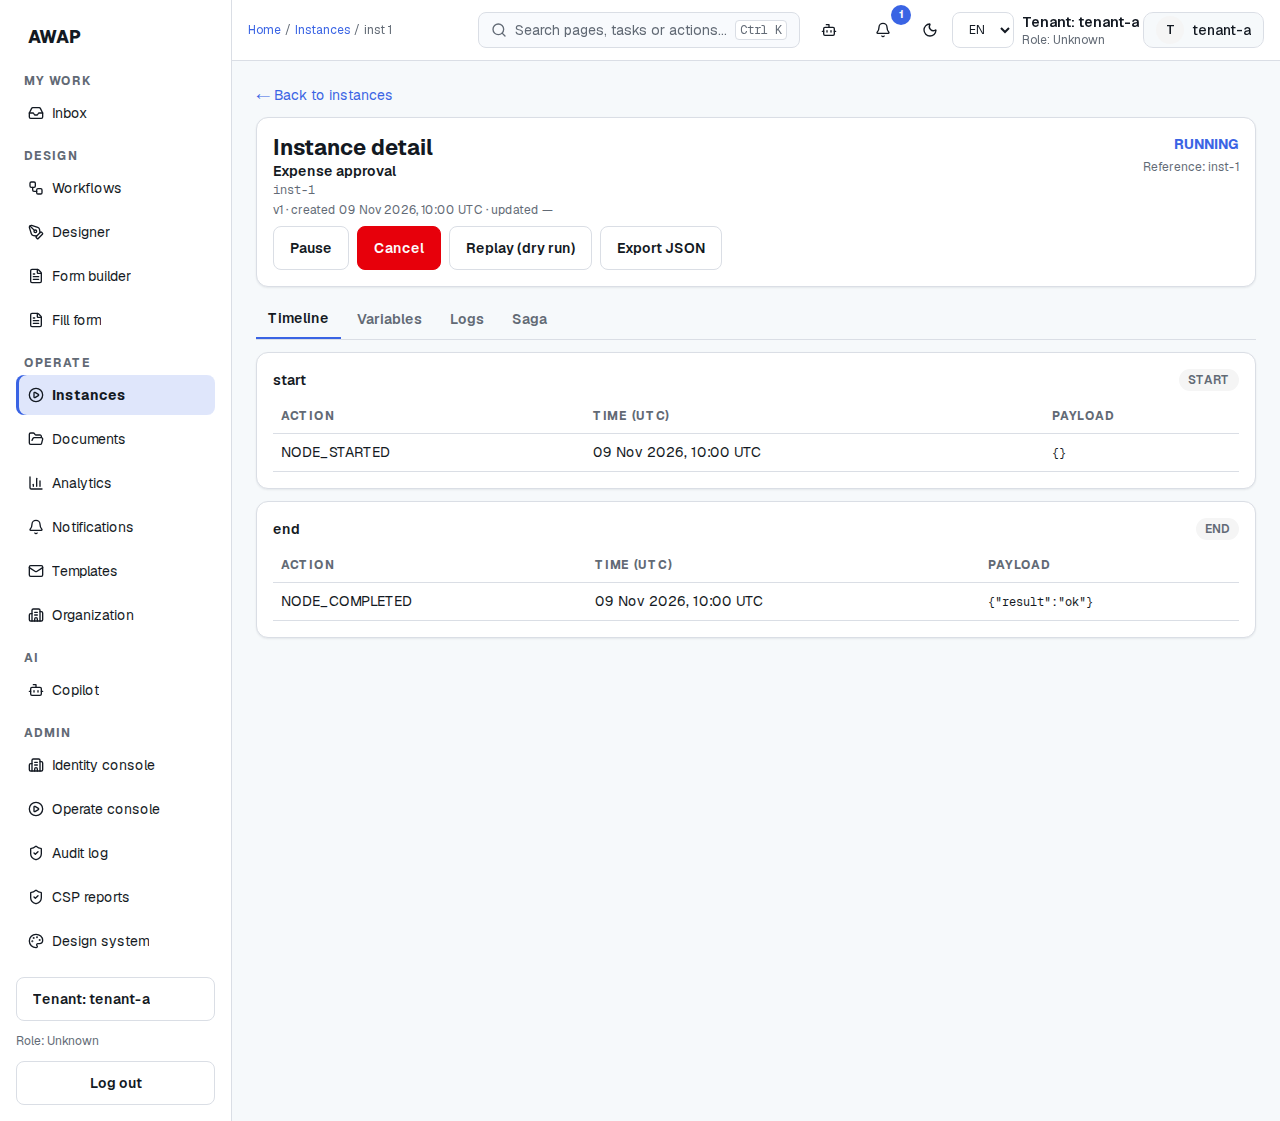 AWAP
MY WORK
Inbox
DESIGN
Workflows
Designer
Form builder
Fill form
OPERATE
Instances
Documents
Analytics
Notifications
Templates
Organization
AI
Copilot
ADMIN
Identity console
Operate console
Audit log
CSP reports
Design system
Tenant: tenant-a
Role: Unknown
Log out
Home / Instances / inst 1
Search pages, tasks or actions... Ctrl K
1
EN
Tenant: tenant-a
Role: Unknown
T tenant-a
← Back to instances
Instance detail
Expense approval
inst-1
v1 · created 09 Nov 2026, 10:00 UTC · updated —
RUNNING
Reference: inst-1
Pause
Cancel
Replay (dry run)
Export JSON
Timeline
Variables
Logs
Saga
start
START
ACTION TIME (UTC) PAYLOAD
NODE_STARTED 09 Nov 2026, 10:00 UTC {}
end
END
ACTION TIME (UTC) PAYLOAD
NODE_COMPLETED 09 Nov 2026, 10:00 UTC {"result":"ok"}